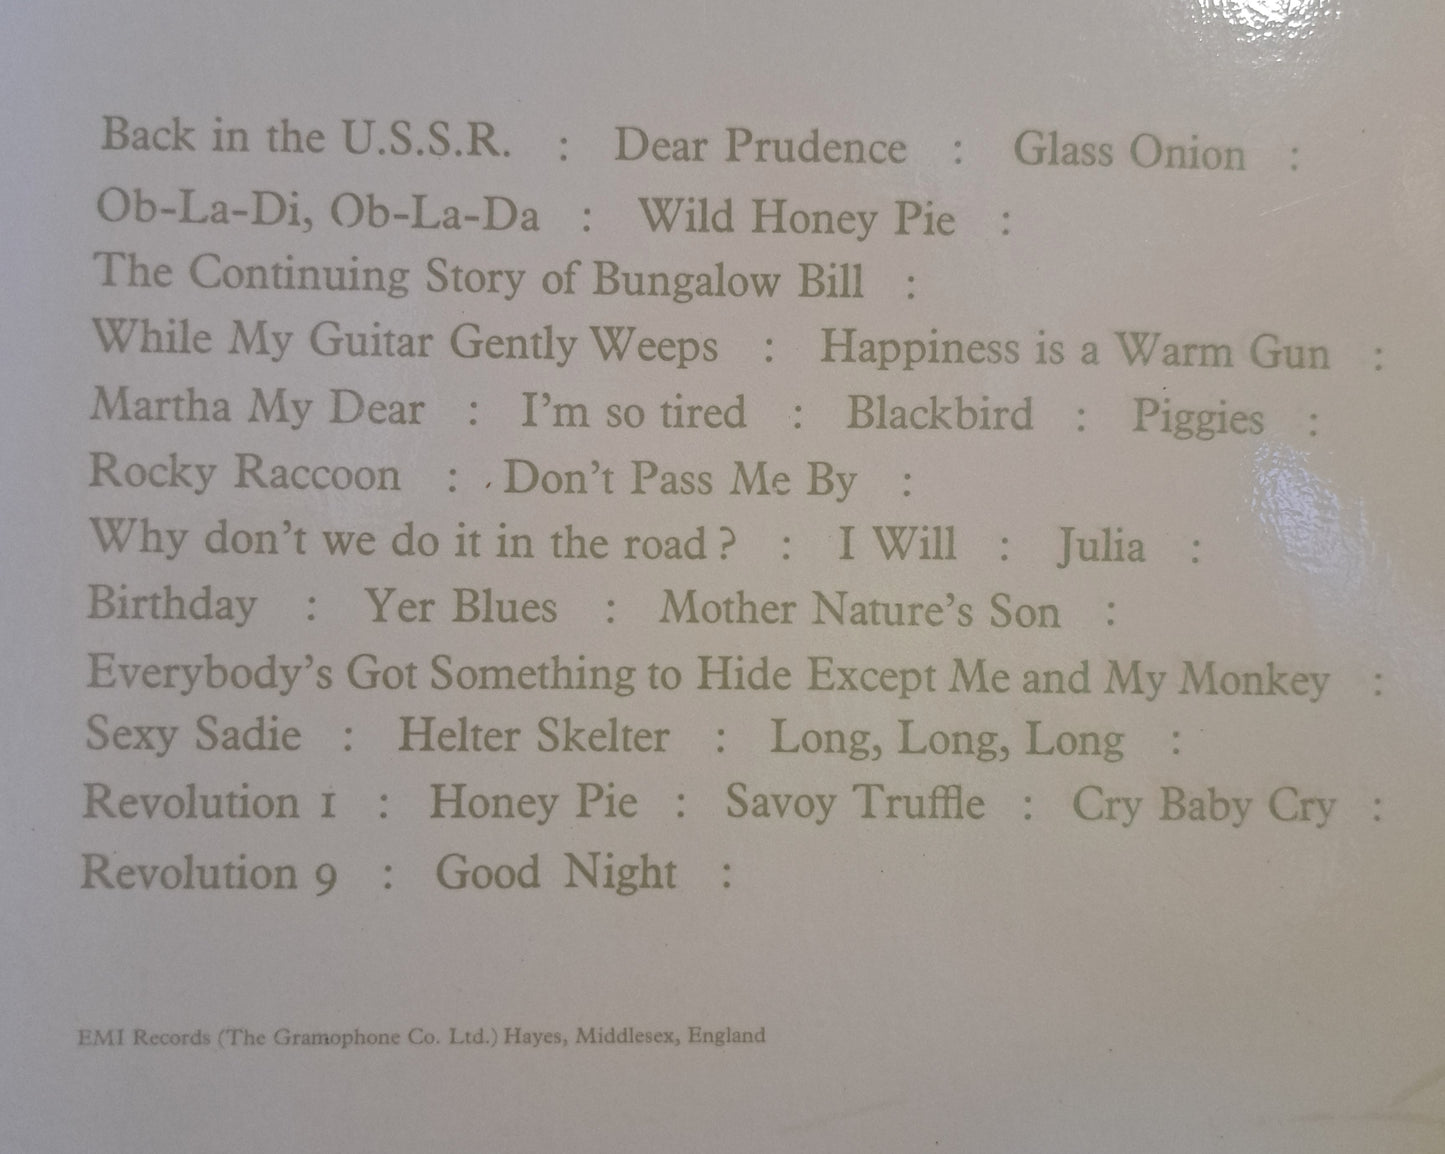 Back in the U.S.S.R. : Dear Prudence : Glass Onion :
Ob-La-Di, Ob-La-Da : Wild Honey Pie :
The Continuing Story of Bungalow Bill :
While My Guitar Gently Weeps : Happiness is a Warm Gun :
Martha My Dear : I'm so tired : Blackbird : Piggies :
Rocky Raccoon : Don't Pass Me By :
Why don't we do it in the road ? : I Will : Julia :
Birthday : Yer Blues : Mother Nature's Son :
Everybody's Got Something to Hide Except Me and My Monkey :
Sexy Sadie : Helter Skelter : Long, Long, Long :
Revolution 1 : Honey Pie : Savoy Truffle : Cry Baby Cry :
Revolution 9 : Good Night :
EMI Records (The Gramophone Co. Ltd.) Hayes, Middlesex, England